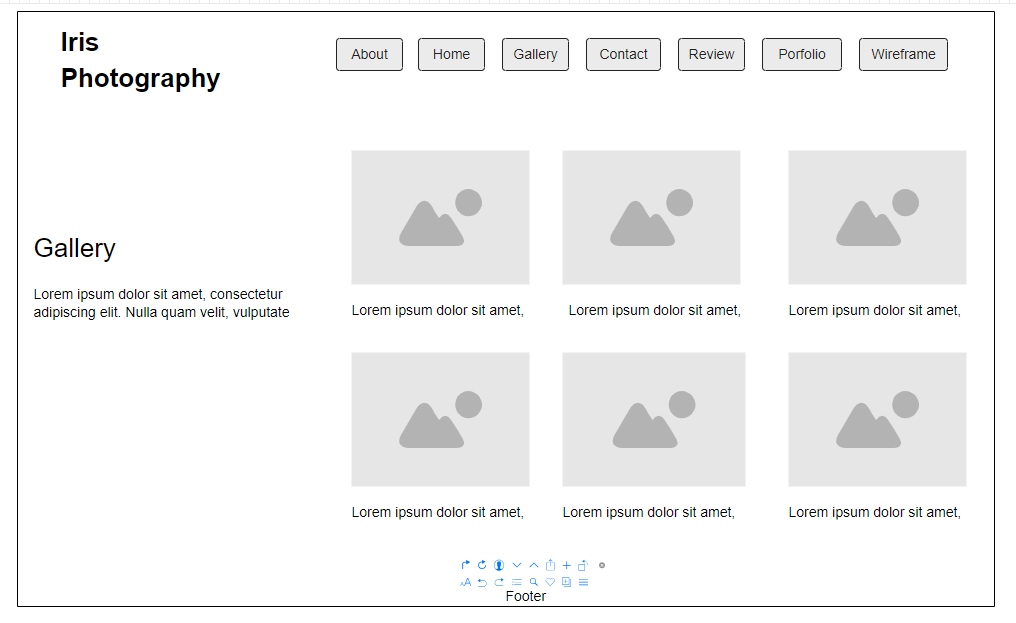 Iris
Photography
About Home Gallery Contact Review Porfolio Wireframe
Gallery
Lorem ipsum dolor sit amet, consectetur
adipiscing elit. Nulla quam velit, vulputate
Lorem ipsum dolor sit amet, Lorem ipsum dolor sit amet, Lorem ipsum dolor sit amet,
Lorem ipsum dolor sit amet, Lorem ipsum dolor sit amet, Lorem ipsum dolor sit amet,
AA
Footer